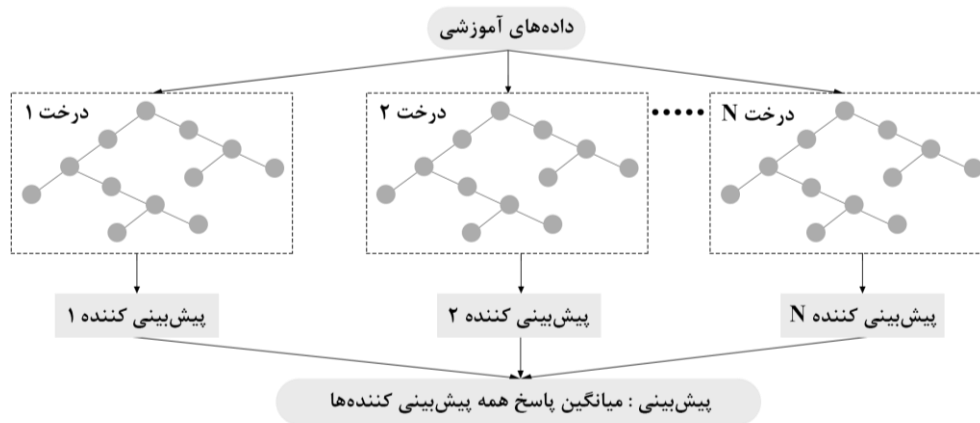 داده‌های آموزشی
درخت ۱
درخت ۲
درخت N
پیش‌بینی کننده ۱
پیش‌بینی کننده ۲
پیش‌بینی کننده N
پیش‌بینی : میانگین پاسخ همه پیش‌بینی کننده‌ها